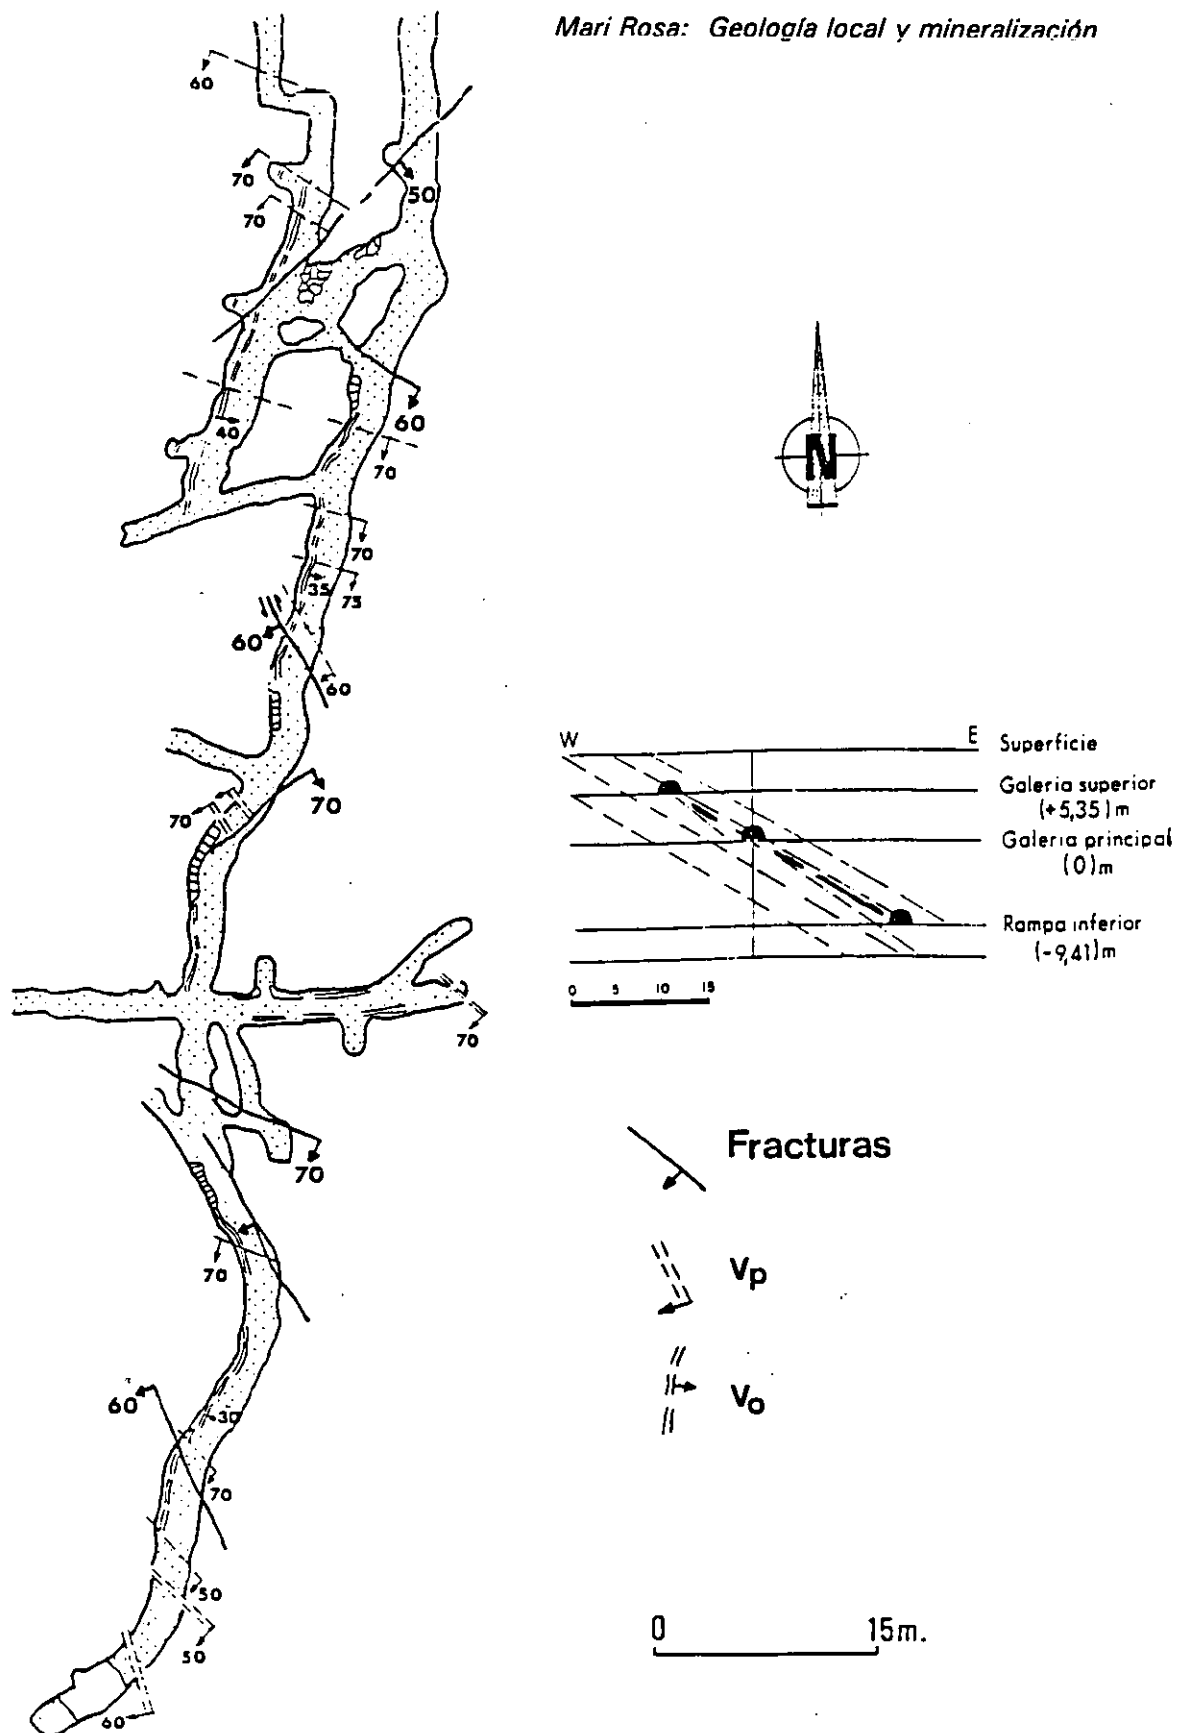 Mari Rosa: Geología local y mineralización
60
70
50
70
60
40
70
70
35
75
60
60
70
70
70
70
70
60
30
70
50
50
60
N
W
E
Superficie
Galeria superior
(+5,35) m
Galeria principal
(0) m
Rampa inferior
(-9,41) m
0 5 10 15
Fracturas
Vp
Vo
0 15 m.